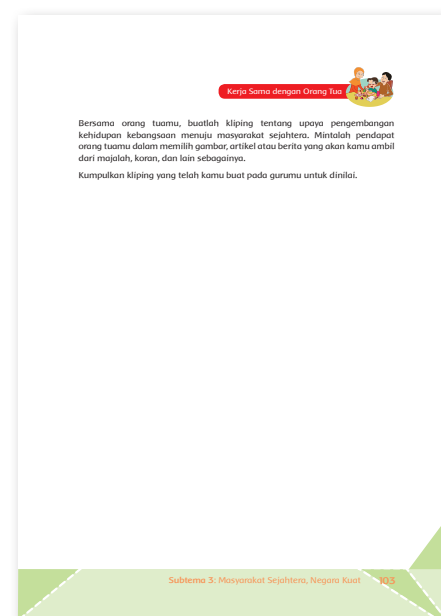 Kerja Sama dengan Orang Tua
Bersama orang tuamu, buatlah kliping tentang upaya pengembangan
kehidupan kebangsaan menuju masyarakat sejahtera. Mintalah pendapat
orang tuamu dalam memilih gambar, artikel atau berita yang akan kamu ambil
dari majalah, koran, dan lain sebagainya.
Kumpulkan kliping yang telah kamu buat pada gurumu untuk dinilai.
Subtema 3: Masyarakat Sejahtera, Negara Kuat 103